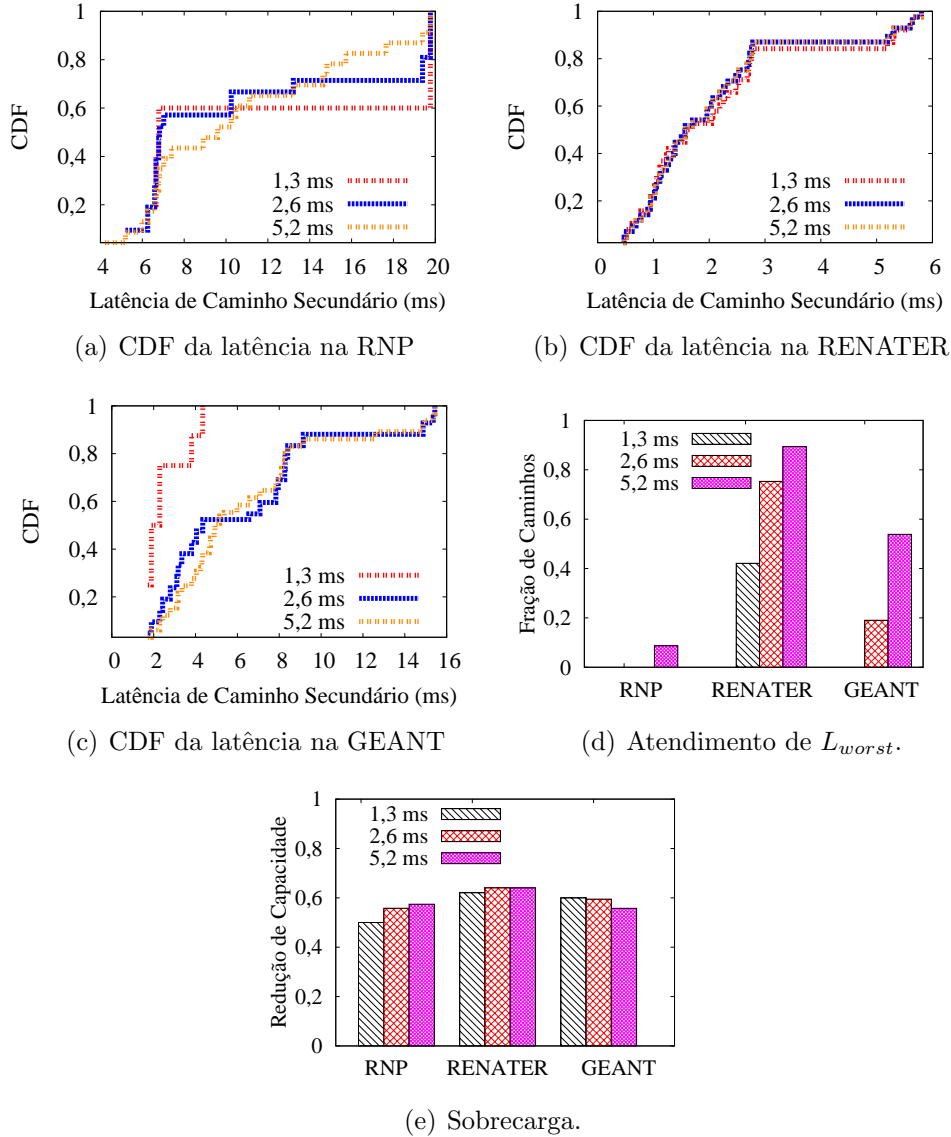 1
0,8
0,6
0,4
0,2
CDF
1,3 ms
2,6 ms
5,2 ms
4 6 8 10 12 14 16 18 20
Latência de Caminho Secundário (ms)
(a) CDF da latência na RNP
1
0,8
0,6
0,4
0,2
CDF
1,3 ms
2,6 ms
5,2 ms
0 1 2 3 4 5 6
Latência de Caminho Secundário (ms)
(b) CDF da latência na RENATER
1
0,8
0,6
0,4
0,2
CDF
1,3 ms
2,6 ms
5,2 ms
0 2 4 6 8 10 12 14 16
Latência de Caminho Secundário (ms)
(c) CDF da latência na GEANT
1
0,8
0,6
0,4
0,2
0
Fração de Caminhos
1,3 ms
2,6 ms
5,2 ms
RNP RENATER GEANT
(d) Atendimento de L_worst.
1
0,8
0,6
0,4
0,2
0
Redução de Capacidade
1,3 ms
2,6 ms
5,2 ms
RNP RENATER GEANT
(e) Sobrecarga.